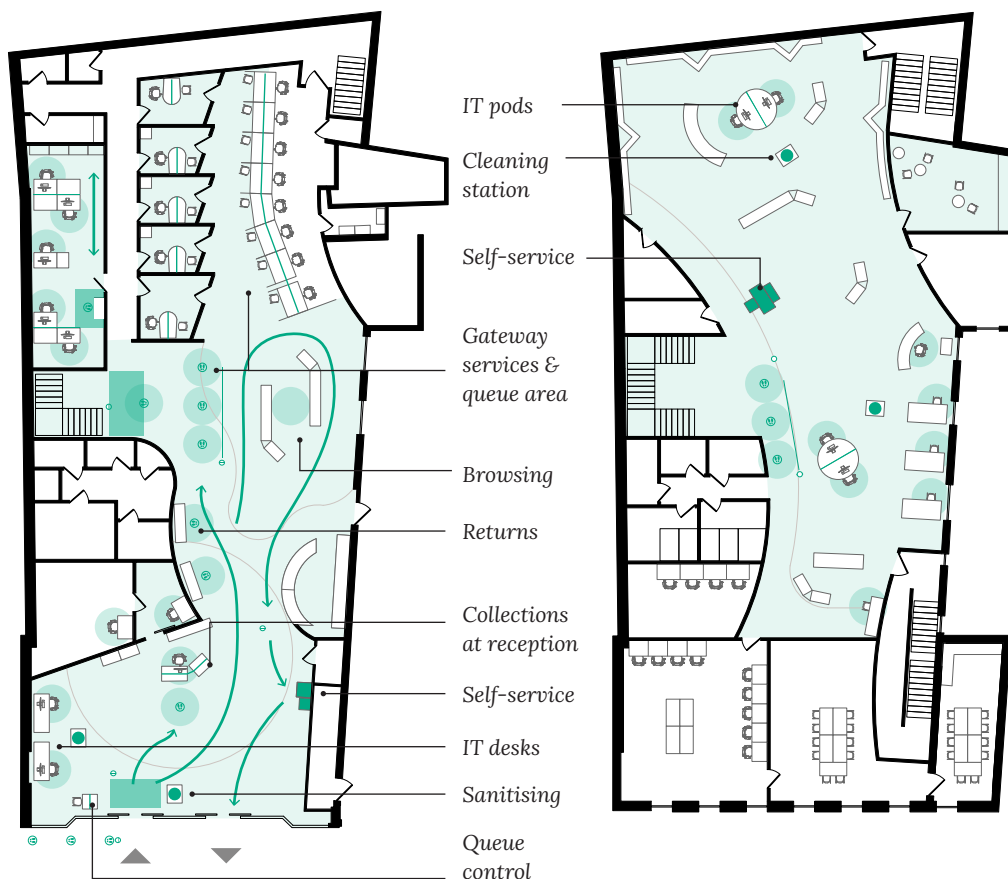 IT pods
Cleaning
station
Self-service
Gateway
services &
queue area
Browsing
Returns
Collections
at reception
Self-service
IT desks
Sanitising
Queue
control